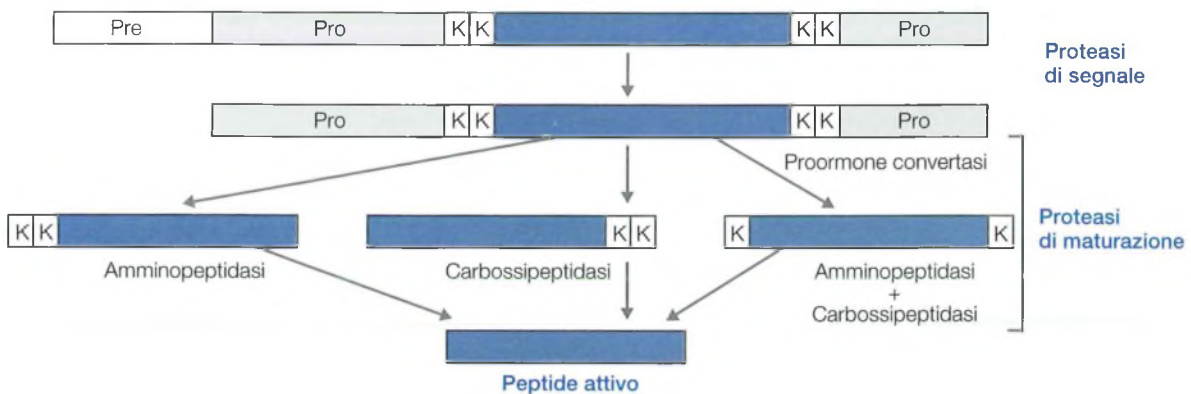 Pre Pro K K K K Pro
Proteasi
di segnale
Pro K K K K Pro
Proormone convertasi
K K K K K K
Proteasi
di maturazione
Amminopeptidasi Carbossipeptidasi Amminopeptidasi
+
Carbossipeptidasi
Peptide attivo